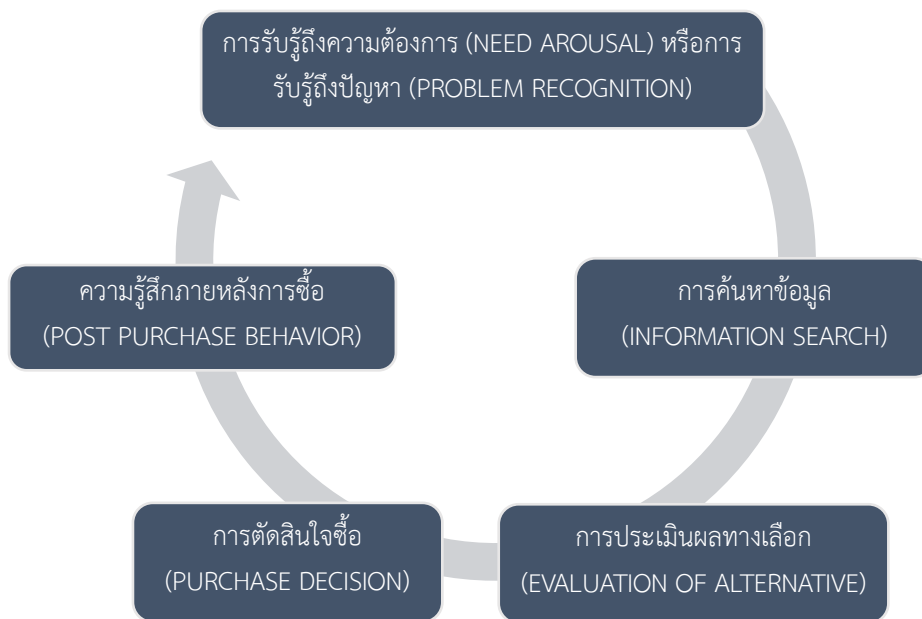 การรับรู้ถึงความต้องการ (NEED AROUSAL) หรือการ
รับรู้ถึงปัญหา (PROBLEM RECOGNITION)
การค้นหาข้อมูล
(INFORMATION SEARCH)
การประเมินผลทางเลือก
(EVALUATION OF ALTERNATIVE)
การตัดสินใจซื้อ
(PURCHASE DECISION)
ความรู้สึกภายหลังการซื้อ
(POST PURCHASE BEHAVIOR)